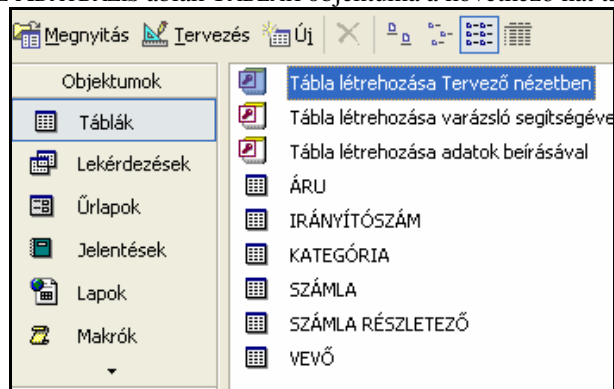 Megnyitás Tervezés Új
Objektumok
Táblák
Lekérdezések
Űrlapok
Jelentések
Lapok
Makrók
Tábla létrehozása Tervező nézetben
Tábla létrehozása varázsló segítségéve
Tábla létrehozása adatok beírásával
ÁRU
IRÁNYÍTÓSZÁM
KATEGÓRIA
SZÁMLA
SZÁMLA RÉSZLETEZŐ
VEVŐ